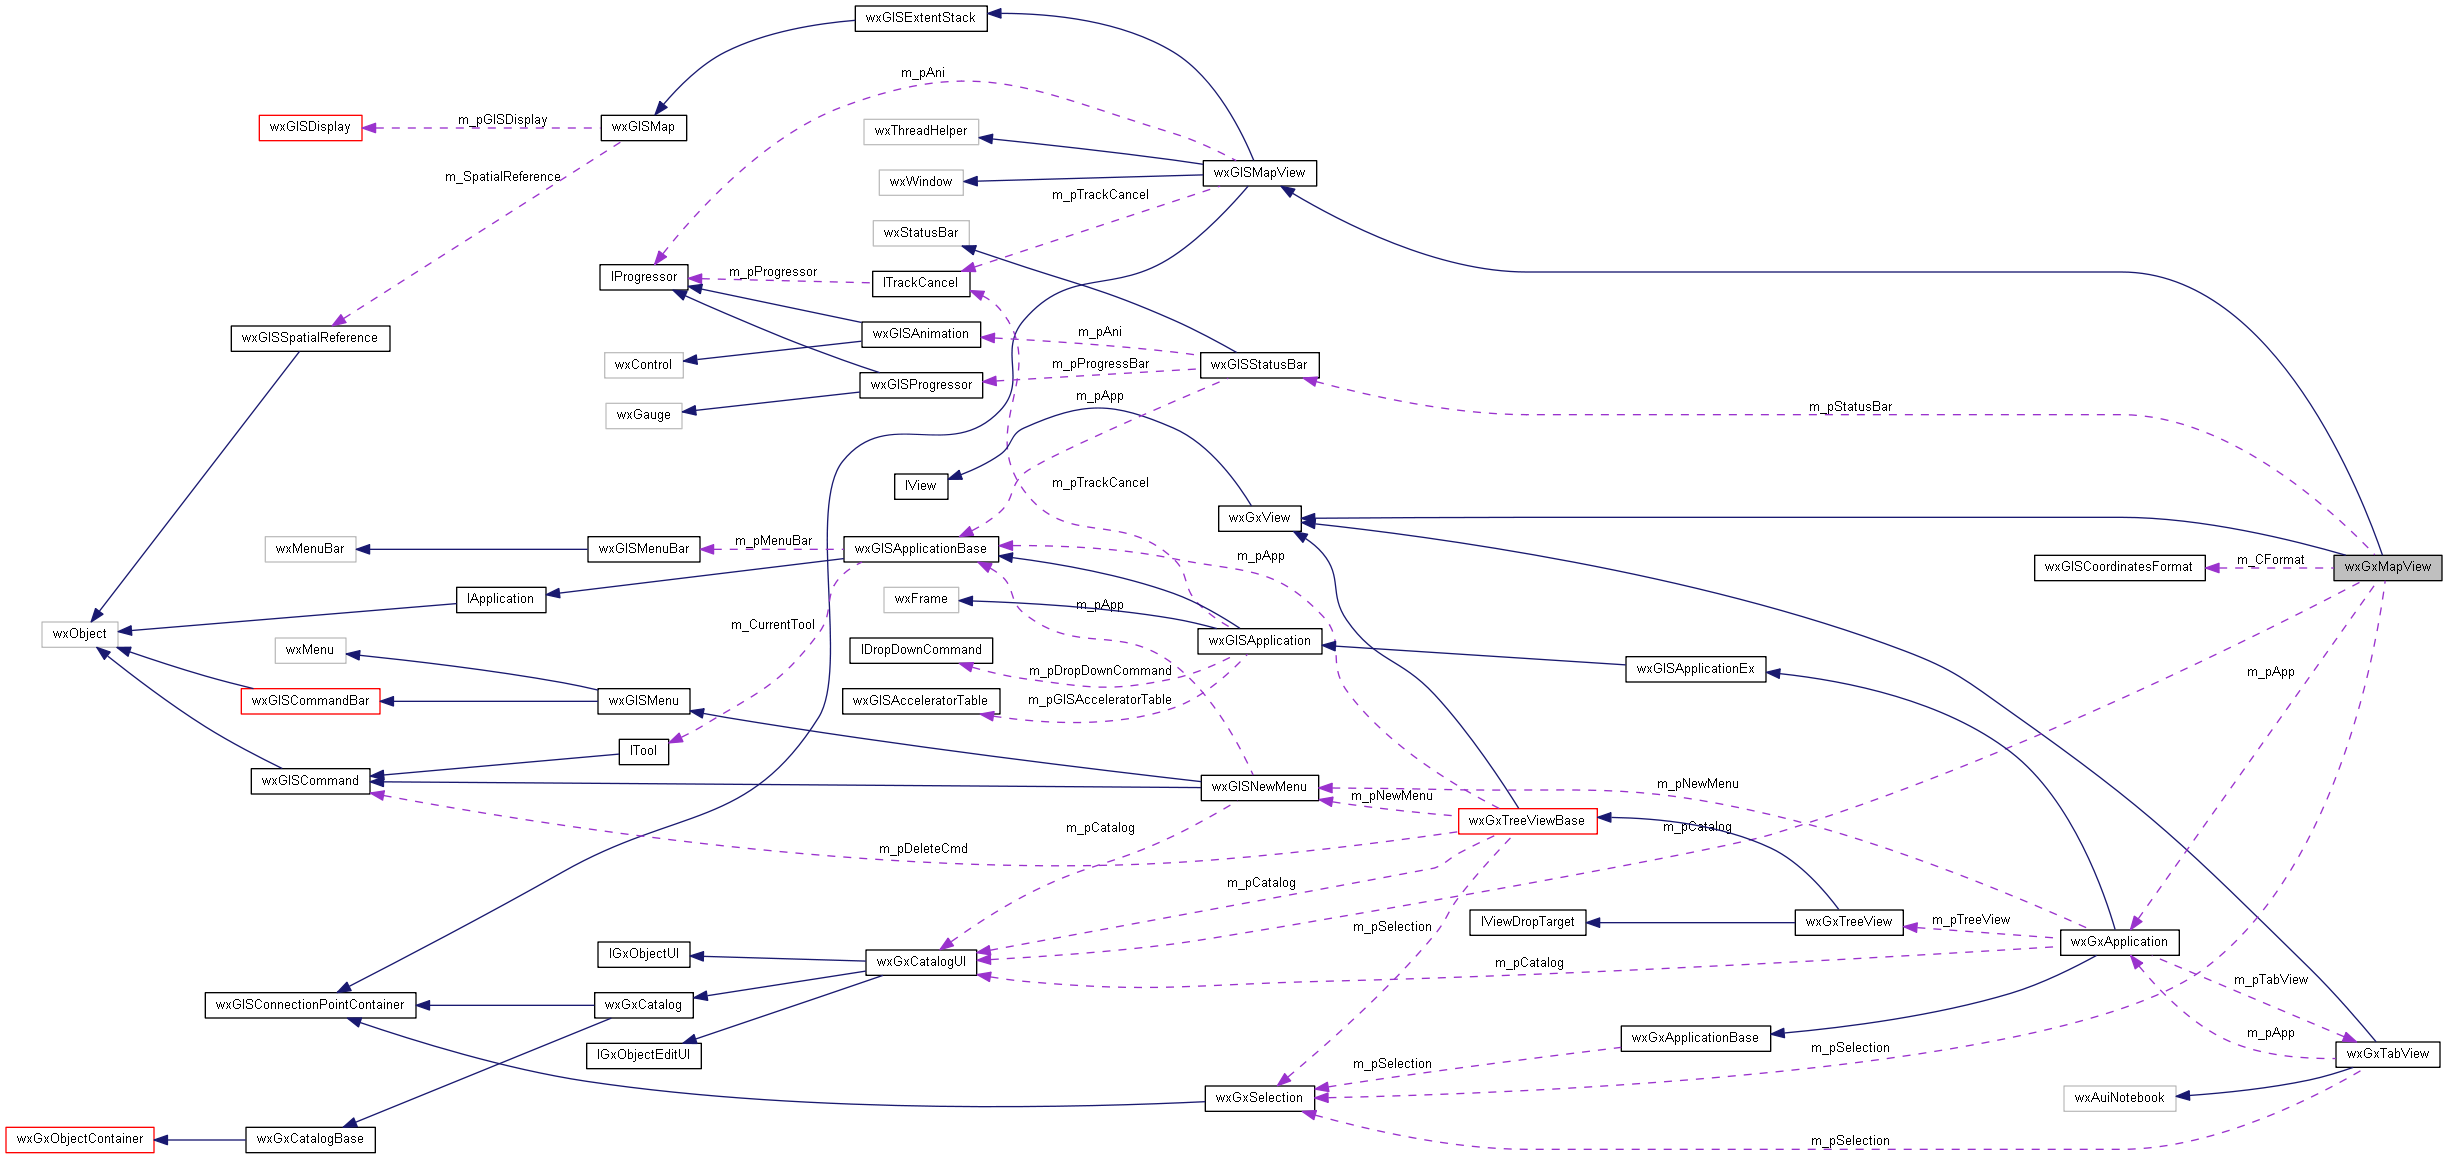 wxGISExtentStack
m_pAni
wxGISDisplay
m_pGISDisplay
wxGISMap
wxThreadHelper
m_SpatialReference
wxWindow
wxGISMapView
m_pTrackCancel
wxStatusBar
IProgressor
m_pProgressor
ITrackCancel
wxGISSpatialReference
wxGISAnimation
m_pAni
wxControl
m_pProgressBar
wxGISStatusBar
wxGISProgressor
wxGauge
m_pApp
m_pStatusBar
IView
m_pTrackCancel
wxGxView
wxMenuBar
wxGISMenuBar
m_pMenuBar
wxGISApplicationBase
m_pApp
wxGISCoordinatesFormat
m_CFormat
wxGxMapView
IApplication
wxFrame
m_pApp
wxObject
m_CurrentTool
wxGISApplication
wxMenu
IDropDownCommand
m_pDropDownCommand
wxGISApplicationEx
m_pApp
wxGISCommandBar
wxGISMenu
wxGISAcceleratorTable
m_pGISAcceleratorTable
ITool
wxGISCommand
wxGISNewMenu
m_pNewMenu
m_pNewMenu
m_pCatalog
wxGxTreeViewBase
m_pCatalog
m_pDeleteCmd
m_pCatalog
IViewDropTarget
wxGxTreeView
m_pTreeView
m_pSelection
wxGxApplication
IGxObjectUI
wxGxCatalogUI
m_pCatalog
m_pTabView
wxGISConnectionPointContainer
wxGxCatalog
wxGxApplicationBase
m_pApp
IGxObjectEditUI
m_pSelection
m_pSelection
wxGxTabView
wxGxSelection
wxAuiNotebook
wxGxObjectContainer
wxGxCatalogBase
m_pSelection